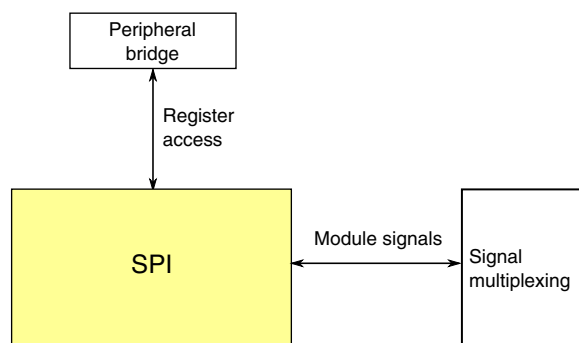 Peripheral
bridge
Register
access
SPI
Module signals
Signal
multiplexing